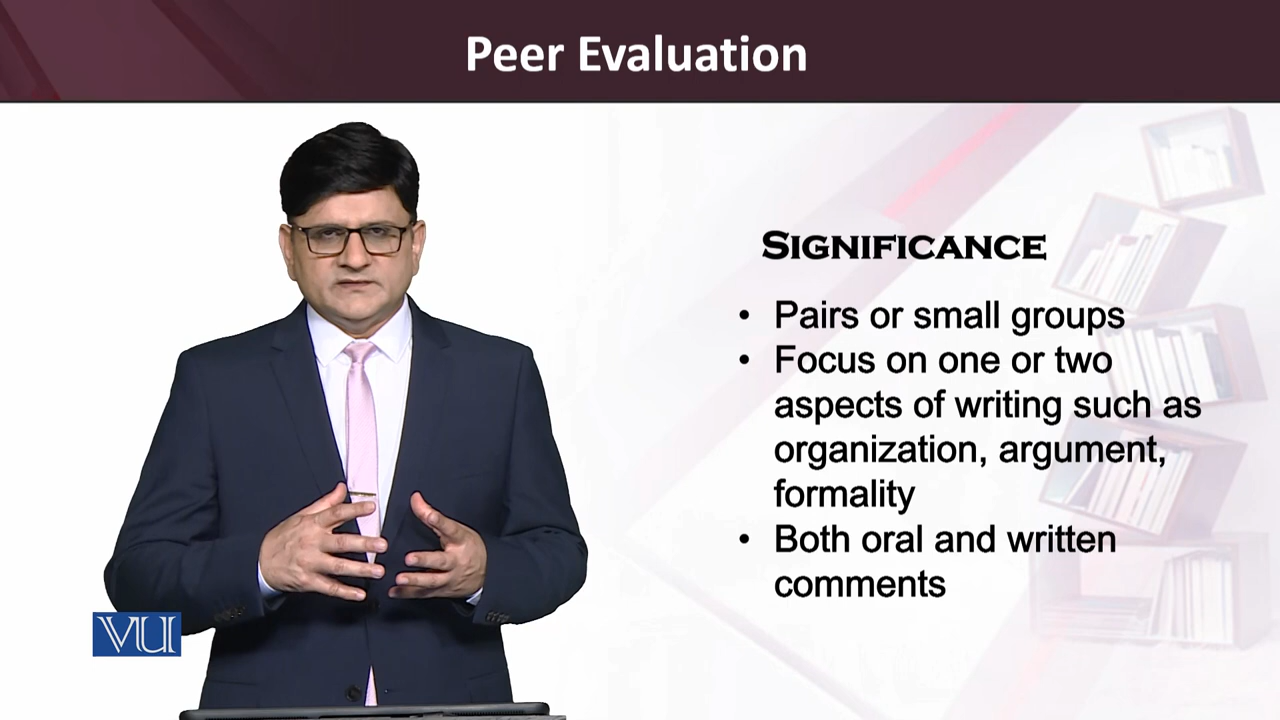 Peer Evaluation
SIGNIFICANCE
• Pairs or small groups
• Focus on one or two
aspects of writing such as
organization, argument,
formality
• Both oral and written
comments
VU